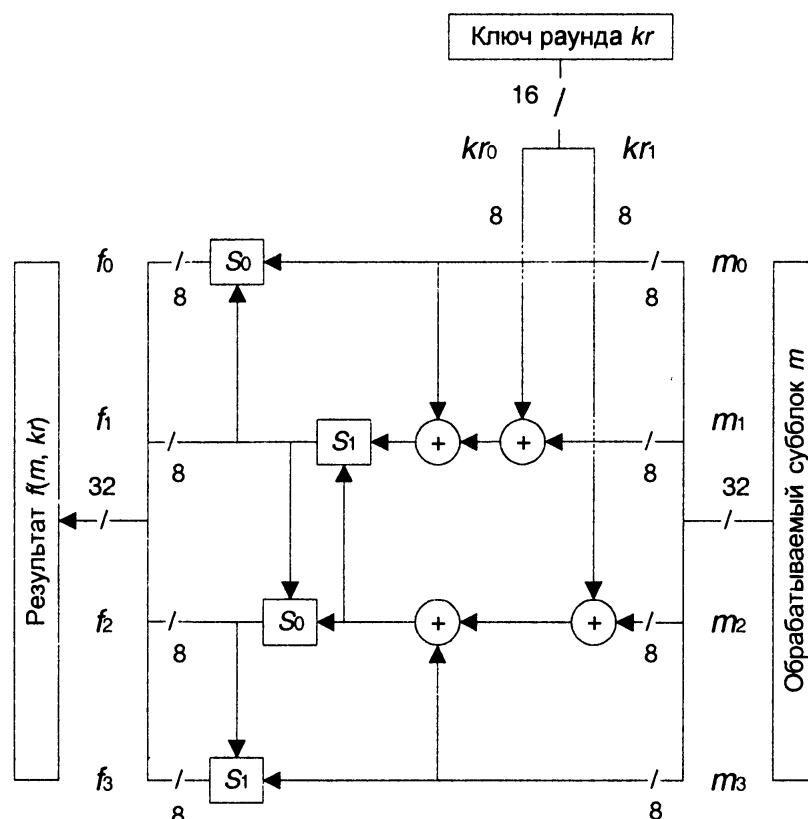 Ключ раунда kr
16 /
kr0 kr1
8 8
f0 / S0 / m0
8 8
f1 / S1 + + / m1
8 8
32 / 32 /
Результат f(m, kr)
Обрабатываемый субблок m
f2 / S0 + + / m2
8 8
f3 / S1 / m3
8 8